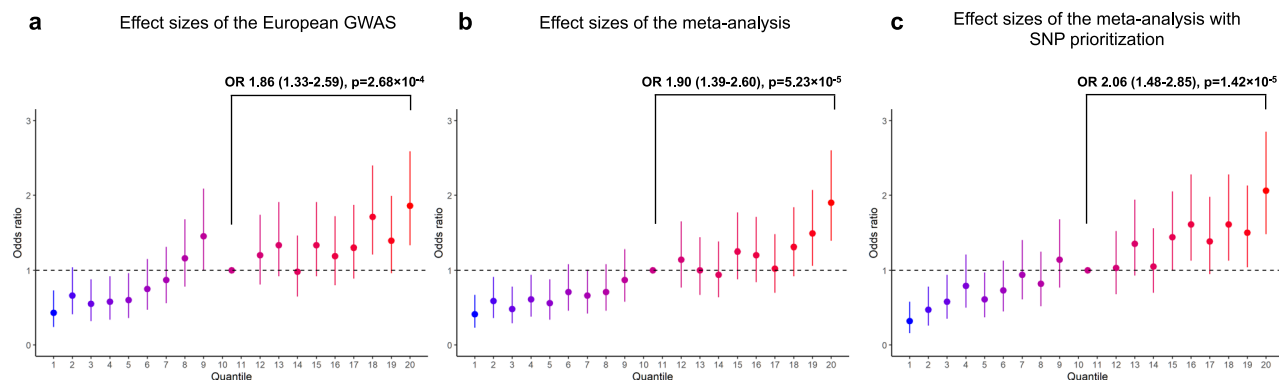 a Effect sizes of the European GWAS
OR 1.86 (1.33-2.59), p=2.68×10⁻⁴
3
2
1
0
Odds ratio
1 2 3 4 5 6 7 8 9 10 11 12 13 14 15 16 17 18 19 20
Quantile
b Effect sizes of the meta-analysis
OR 1.90 (1.39-2.60), p=5.23×10⁻⁵
3
2
1
0
Odds ratio
1 2 3 4 5 6 7 8 9 10 11 12 13 14 15 16 17 18 19 20
Quantile
c Effect sizes of the meta-analysis with
SNP prioritization
OR 2.06 (1.48-2.85), p=1.42×10⁻⁵
3
2
1
0
Odds ratio
1 2 3 4 5 6 7 8 9 10 11 12 13 14 15 16 17 18 19 20
Quantile